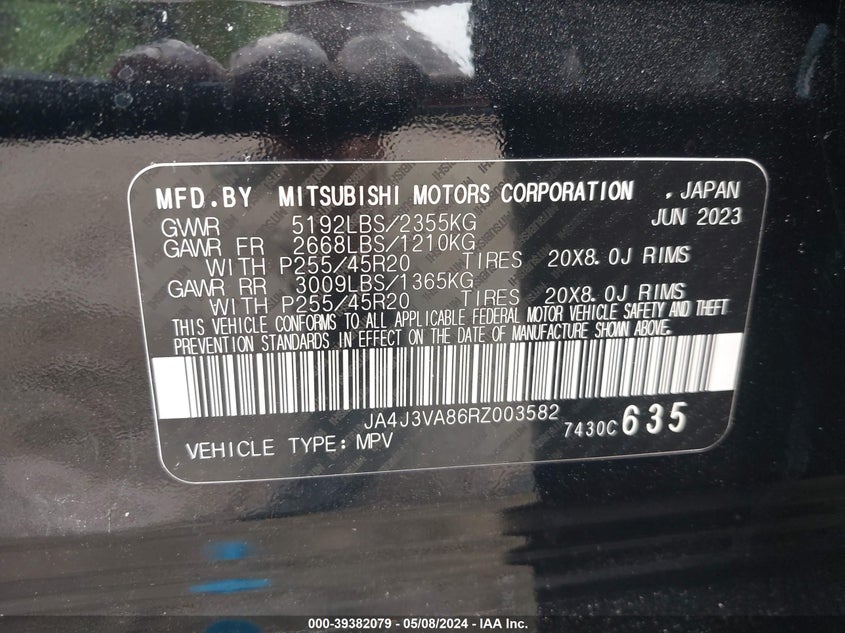 MFD.BY MITSUBISHI MOTORS CORPORATION , JAPAN
GVWR 5192LBS/2355KG JUN 2023
GAWR FR 2668LBS/1210KG
WITH P255/45R20 TIRES 20X8.0J RIMS
GAWR RR 3009LBS/1365KG
WITH P255/45R20 TIRES 20X8.0J RIMS
THIS VEHICLE CONFORMS TO ALL APPLICABLE FEDERAL MOTOR VEHICLE SAFETY AND THEFT
PREVENTION STANDARDS IN EFFECT ON THE DATE OF MANUFACTURE SHOWN ABOVE.
JA4J3VA86RZ003582
VEHICLE TYPE: MPV 7430C 635
000-39382079 - 05/08/2024 - IAA Inc.